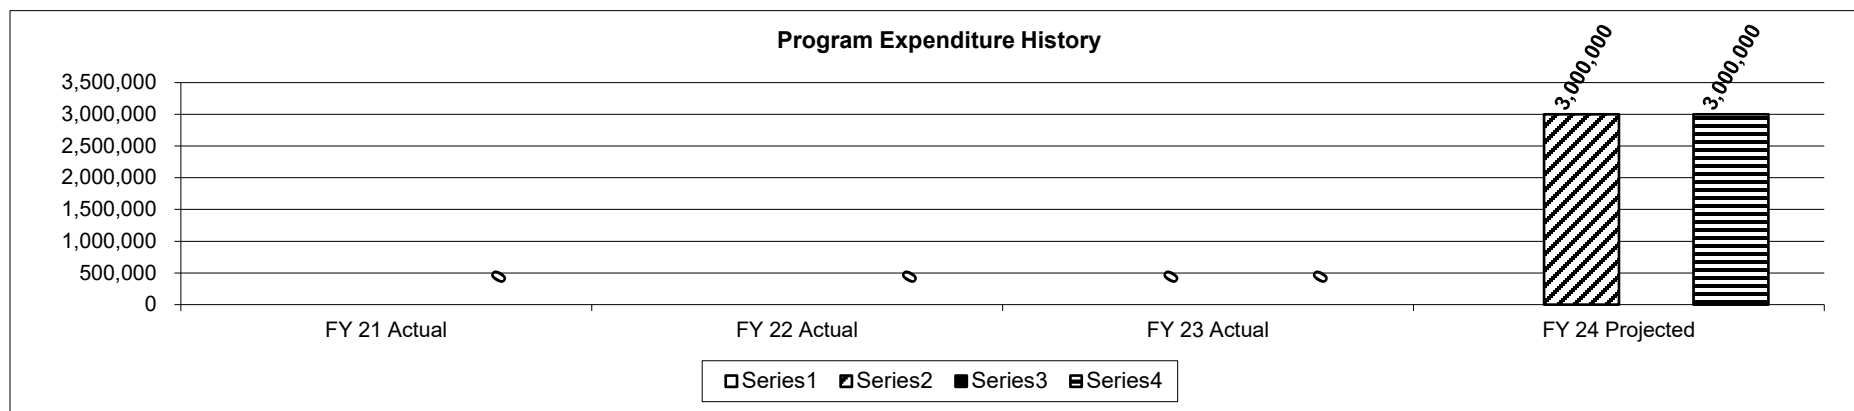 Program Expenditure History
3,000,000
3,000,000
3,500,000
3,000,000
2,500,000
2,000,000
1,500,000
1,000,000
500,000
0
0
0
0
0
FY 21 Actual
FY 22 Actual
FY 23 Actual
FY 24 Projected
Series1 Series2 Series3 Series4